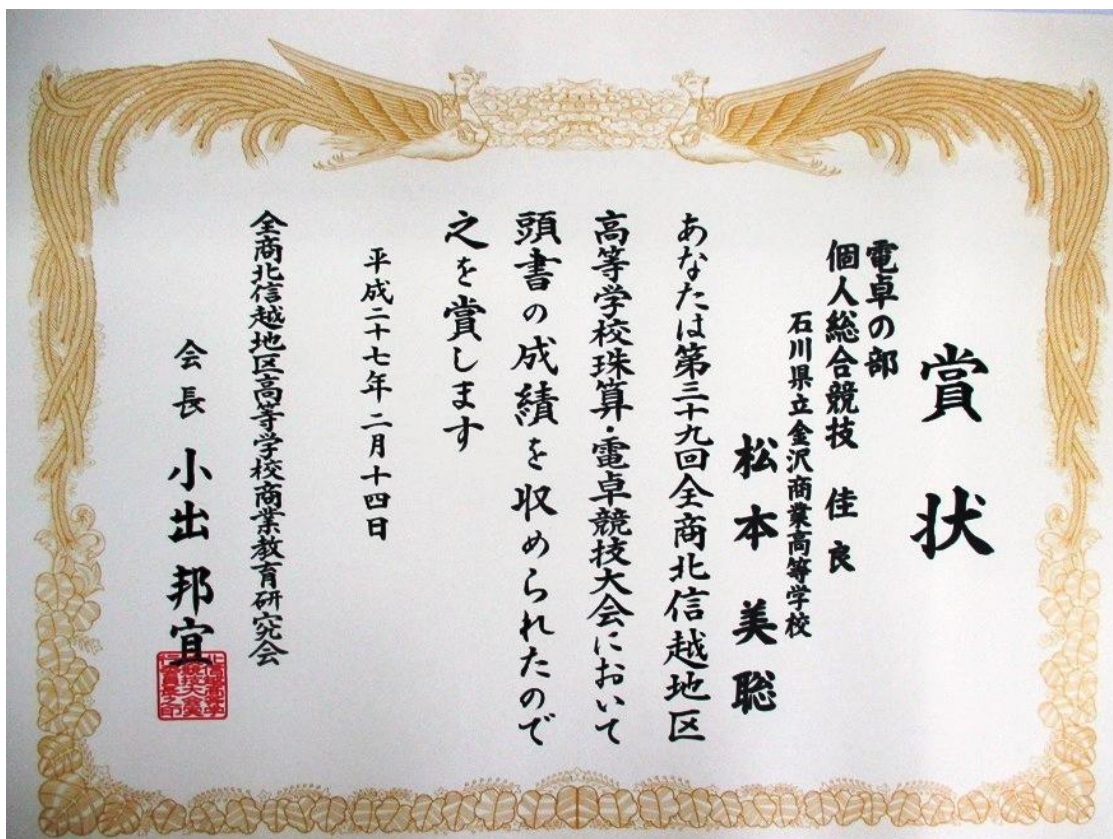 賞状
電卓の部
個人総合競技 佳良
石川県立金沢商業高等学校
松本美聡
あなたは第三十九回全商北信越地区
高等学校珠算・電卓競技大会において
頭書の成績を収められたので
之を賞します
平成二十七年二月十四日
全商北信越地区高等学校商業教育研究会
会長 小出邦宜